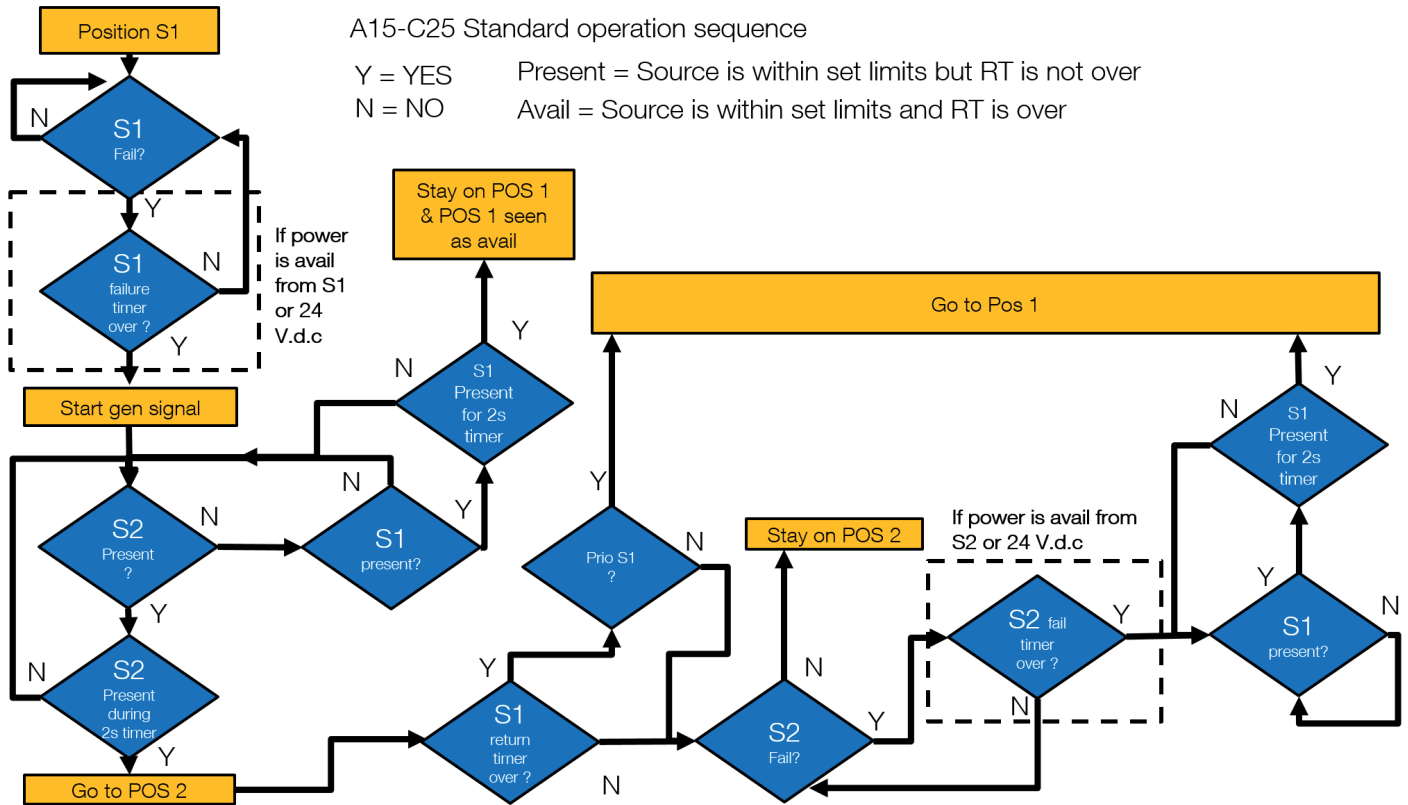 Position S1
A15-C25 Standard operation sequence
Y = YES
Present = Source is within set limits but RT is not over
N = NO
Avail = Source is within set limits and RT is over
N
S1
Fail?
Y
S1
failure
timer
over ?
N
Y
If power
is avail
from S1
or 24
V.d.c
Start gen signal
Stay on POS 1
& POS 1 seen
as avail
Y
N
S1
Present
for 2s
timer
S2
Present
?
N
Y
N
S1
present?
Y
N
S2
Present
during
2s timer
Y
Go to POS 2
Go to Pos 1
Y
Prio S1
?
N
Y
S1
return
timer
over ?
N
Stay on POS 2
N
S2
Fail?
Y
If power is avail from
S2 or 24 V.d.c
S2 fail
timer
over ?
Y
N
Y
N
S1
Present
for 2s
timer
Y
N
S1
present?